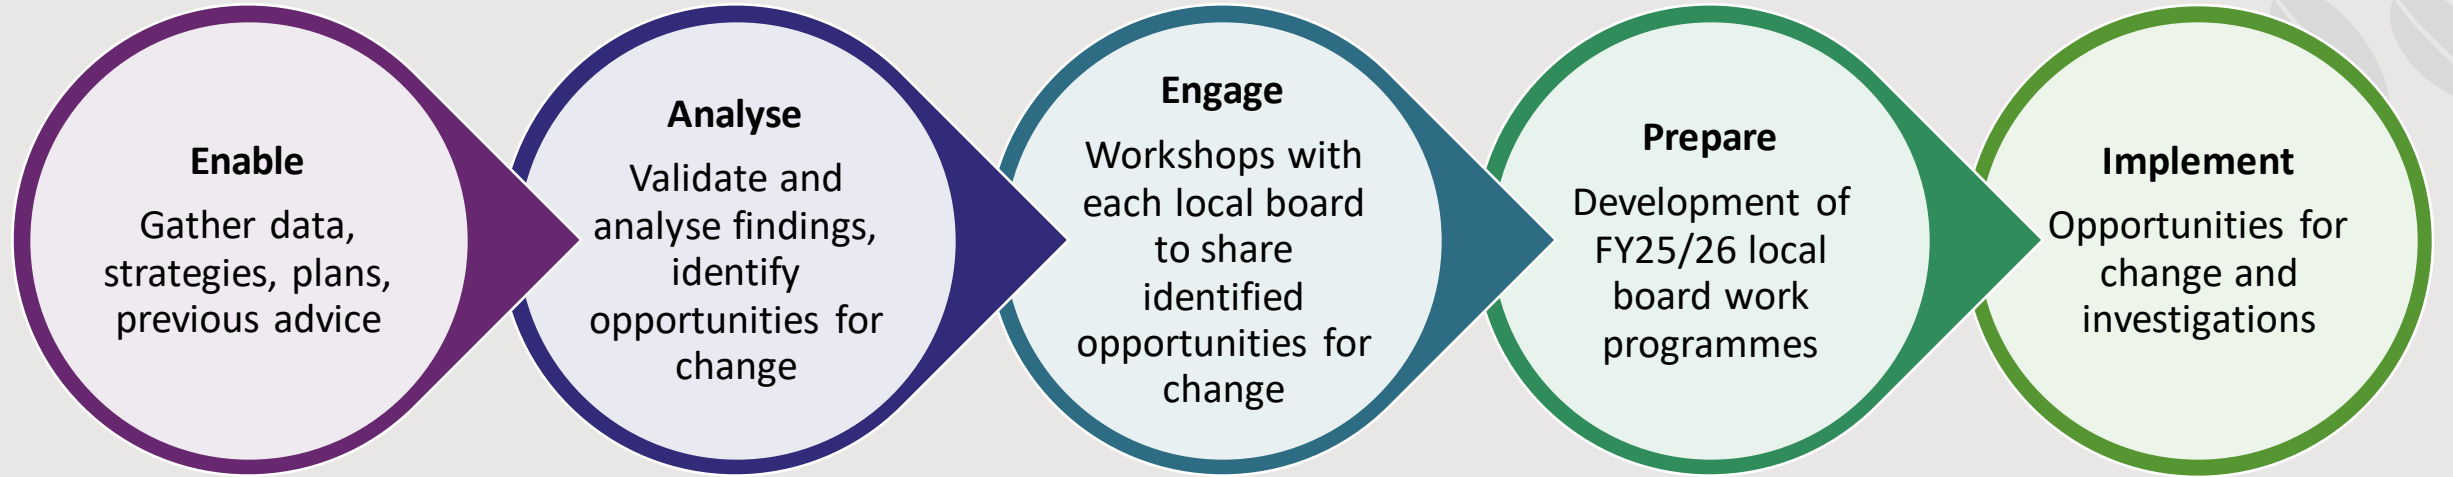 Enable
Gather data,
strategies, plans,
previous advice
Analyse
Validate and
analyse findings,
identify
opportunities for
change
Engage
Workshops with
each local board
to share
identified
opportunities for
change
Prepare
Development of
FY25/26 local
board work
programmes
Implement
Opportunities for
change and
investigations